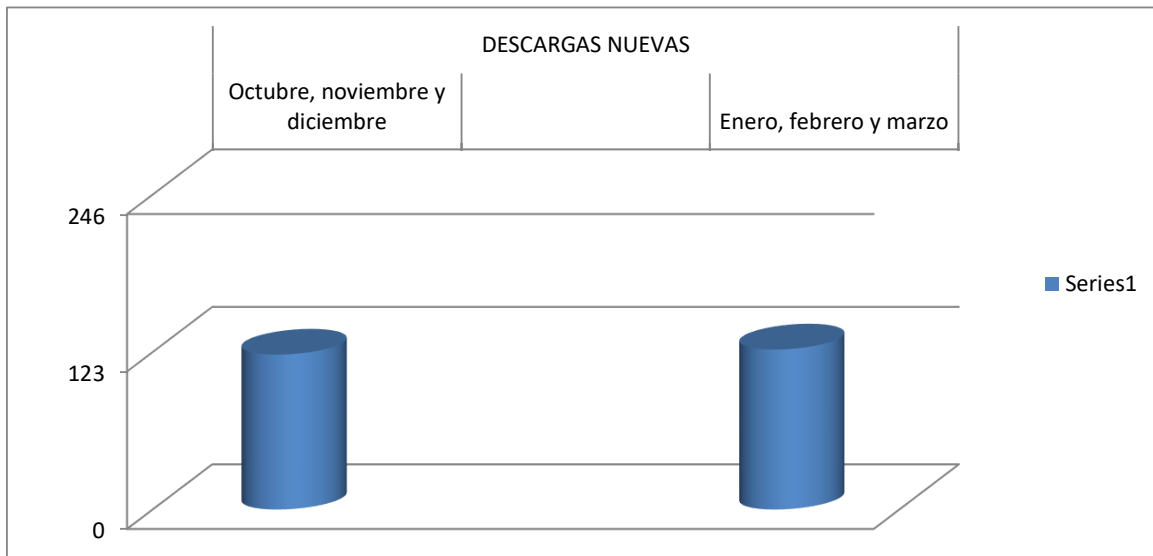 DESCARGAS NUEVAS
Octubre, noviembre y
diciembre
Enero, febrero y marzo
246
123
0
Series1